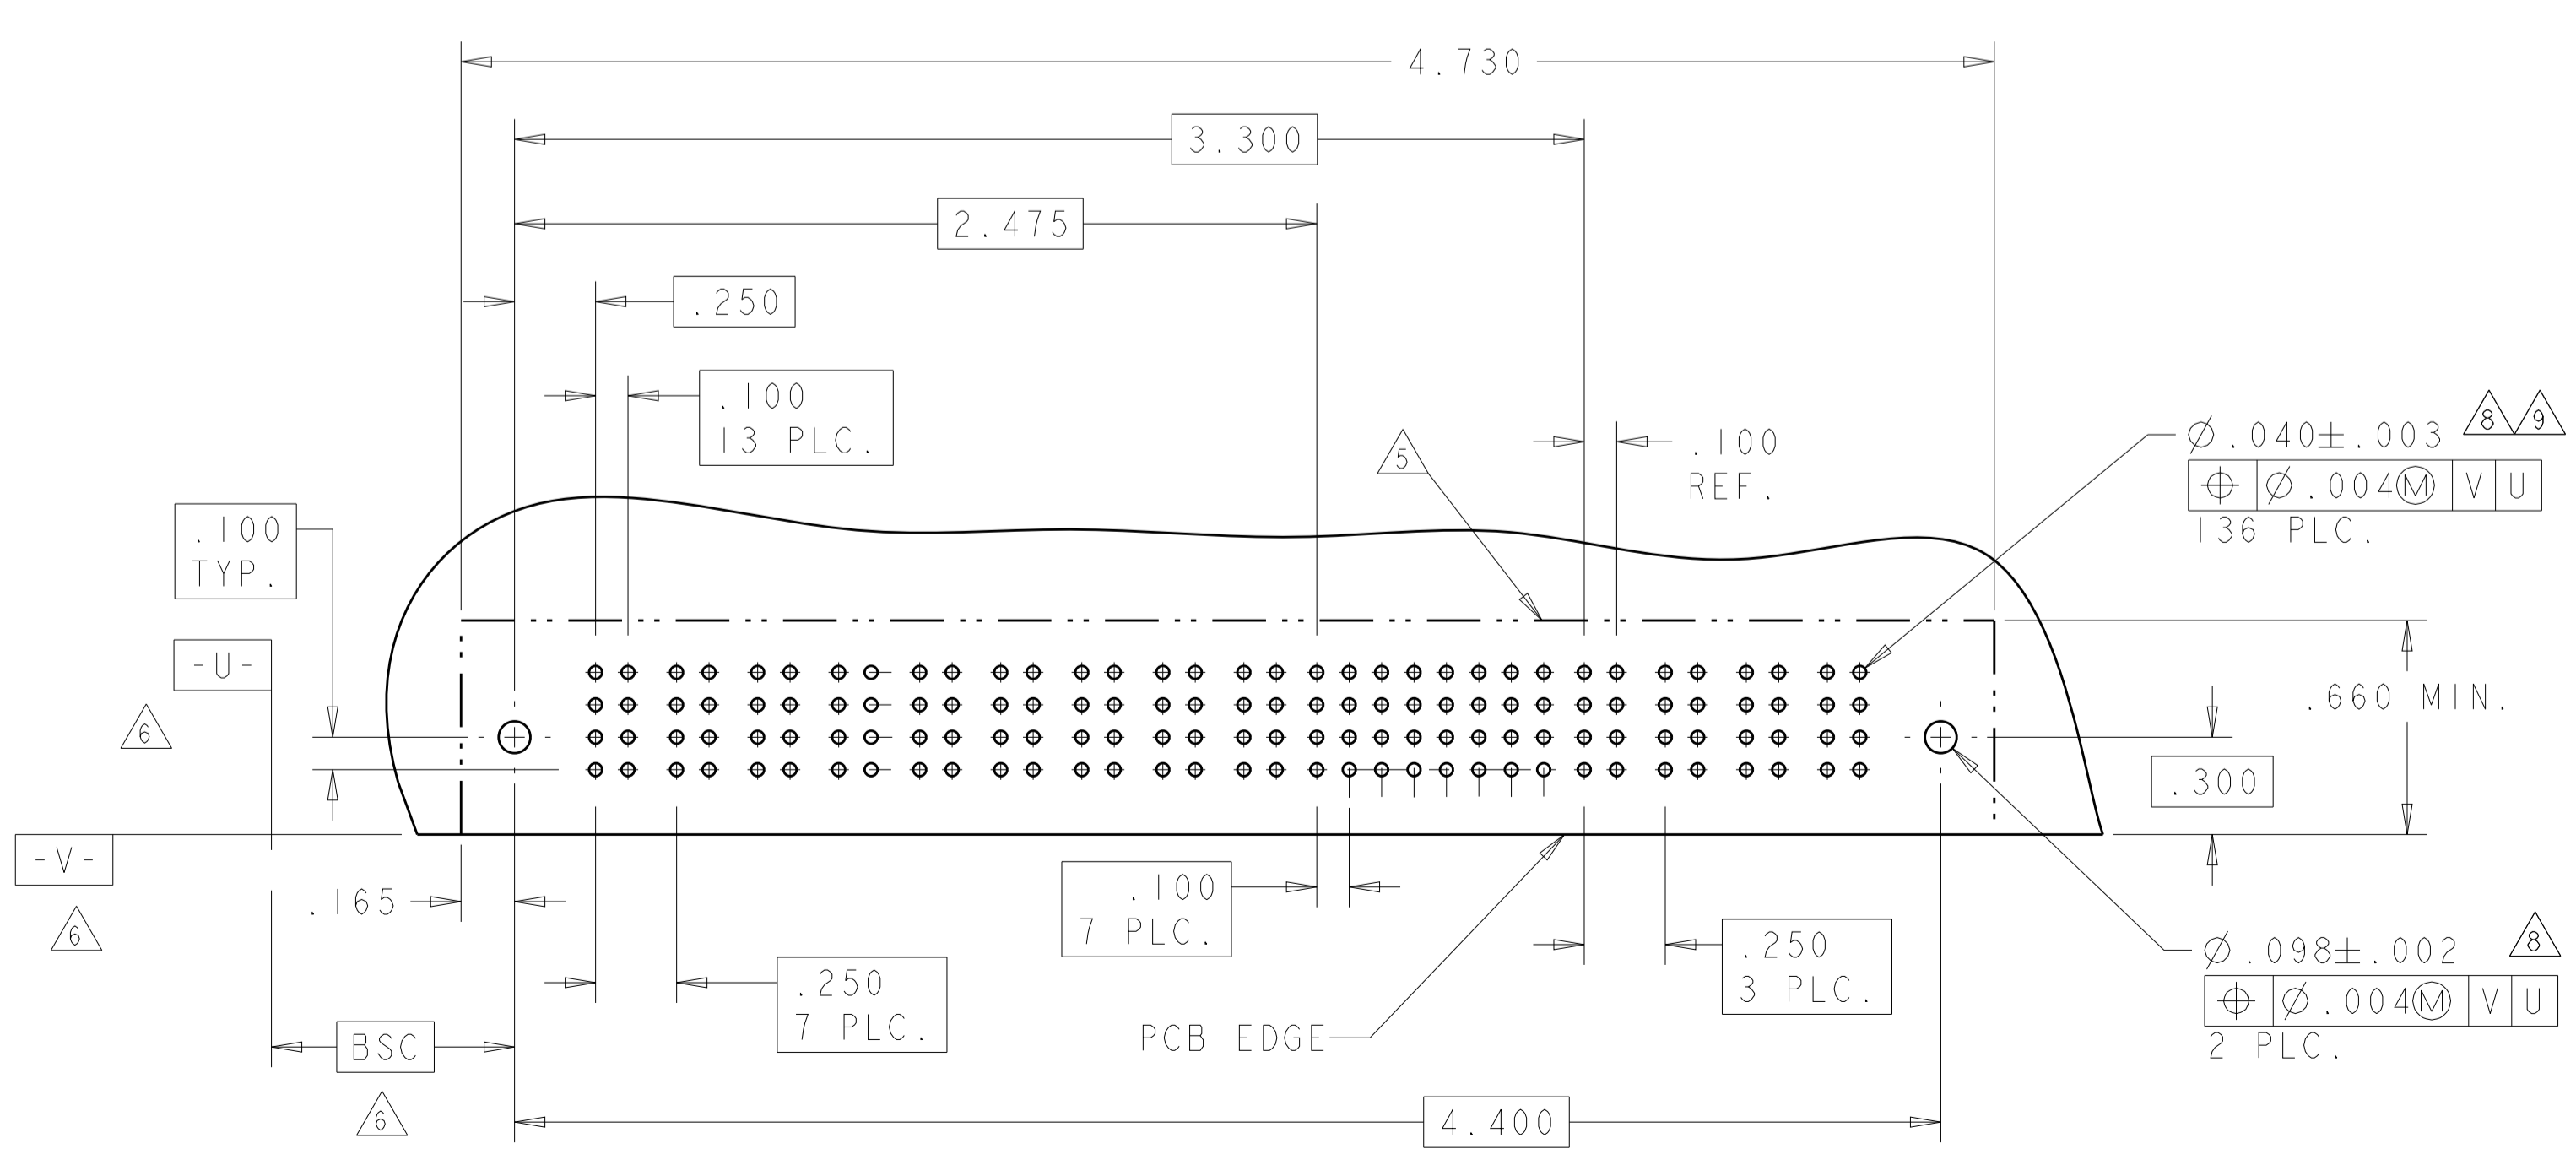 4.730
3.300
2.475
.250
.100
13 PLC.
.100
REF.
5
8 9
Ø.040±.003
⌖ Ø.004Ⓜ V U
136 PLC.
.100
TYP.
-U-
6
.660 MIN.
.300
-V-
6
.165
.100
7 PLC.
.250
3 PLC.
8
Ø.098±.002
⌖ Ø.004Ⓜ V U
2 PLC.
.250
7 PLC.
PCB EDGE
BSC
6
4.400